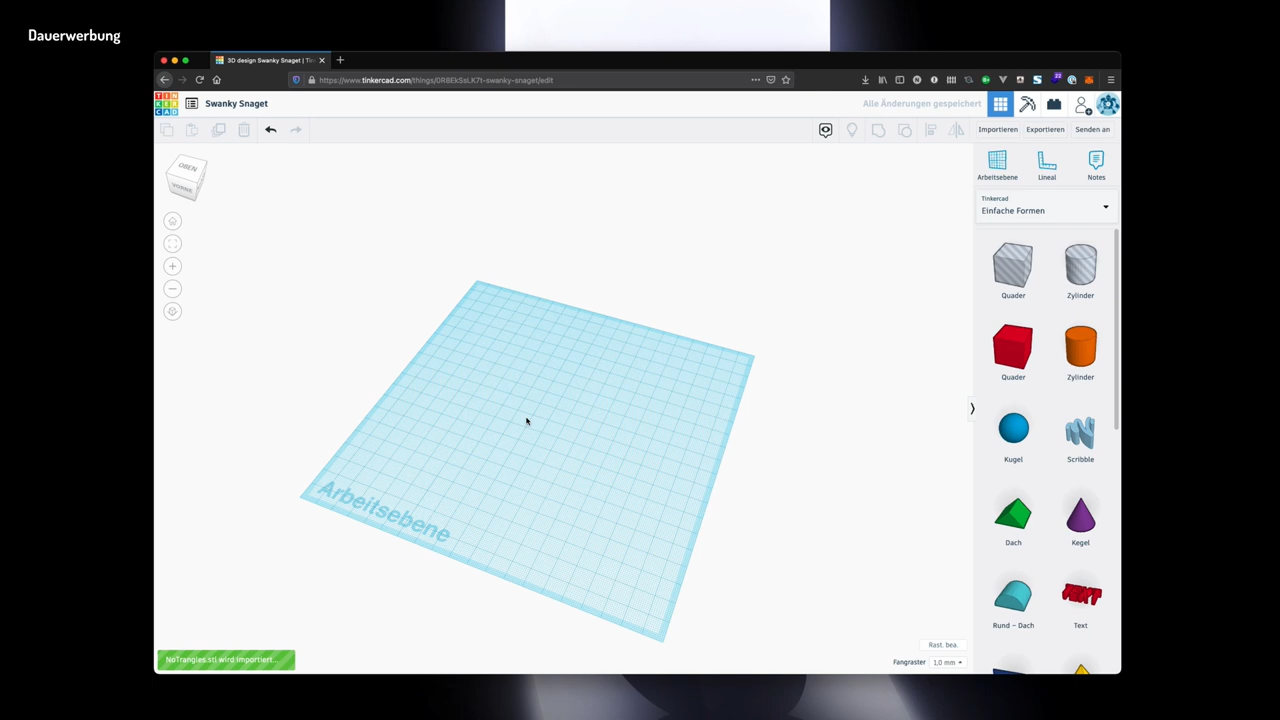 Dauerwerbung
3D design Swanky Snaget | Tin
https://www.tinkercad.com/things/0R8EkSsLK7t-swanky-snaget/edit
22
TIN
KER
CAD
Swanky Snaget
Alle Änderungen gespeichert
Importieren
Exportieren
Senden an
OBEN
VORNE
Arbeitsebene
Lineal
Notes
Tinkercad
Einfache Formen
Quader
Zylinder
Quader
Zylinder
Kugel
Scribble
Dach
Kegel
TEXT
Rund – Dach
Text
Arbeitsebene
NoTrangles.stl wird importiert...
Rast. bea.
Fangraster
1,0 mm